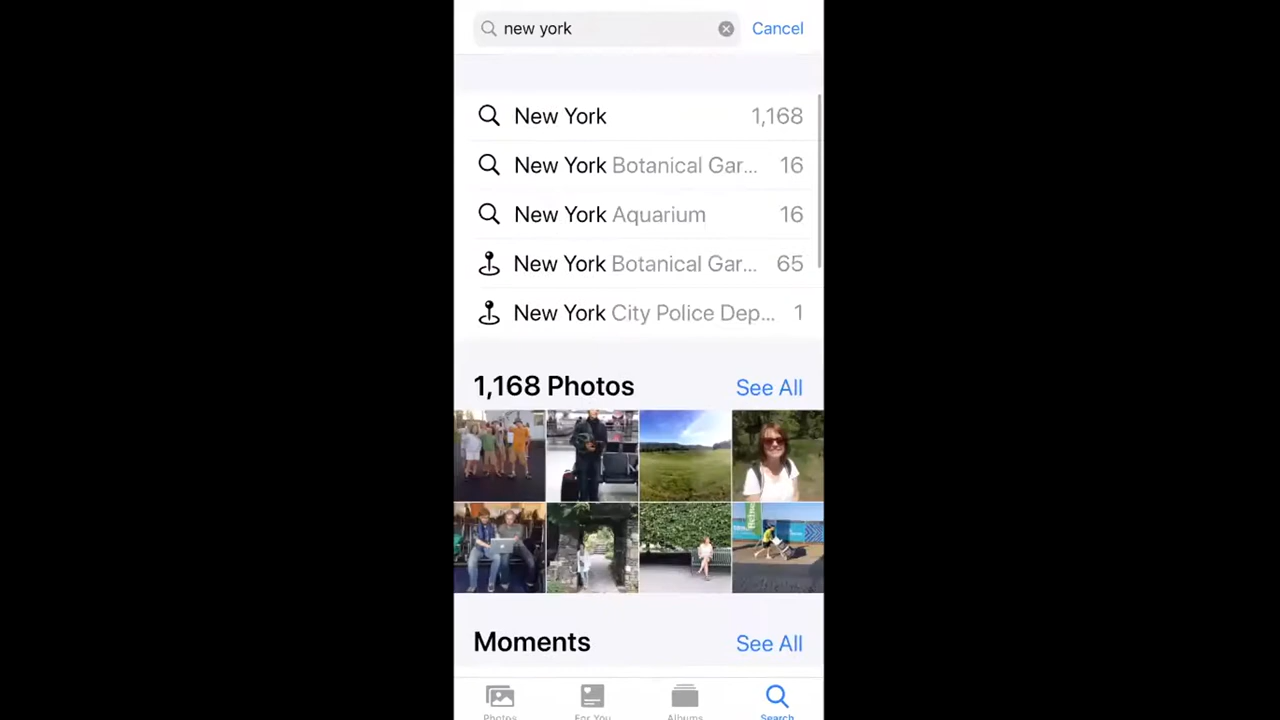 new york Cancel
New York 1,168
New York Botanical Gar... 16
New York Aquarium 16
New York Botanical Gar... 65
New York City Police Dep... 1
1,168 Photos See All
Moments See All
Photos For You Albums Search